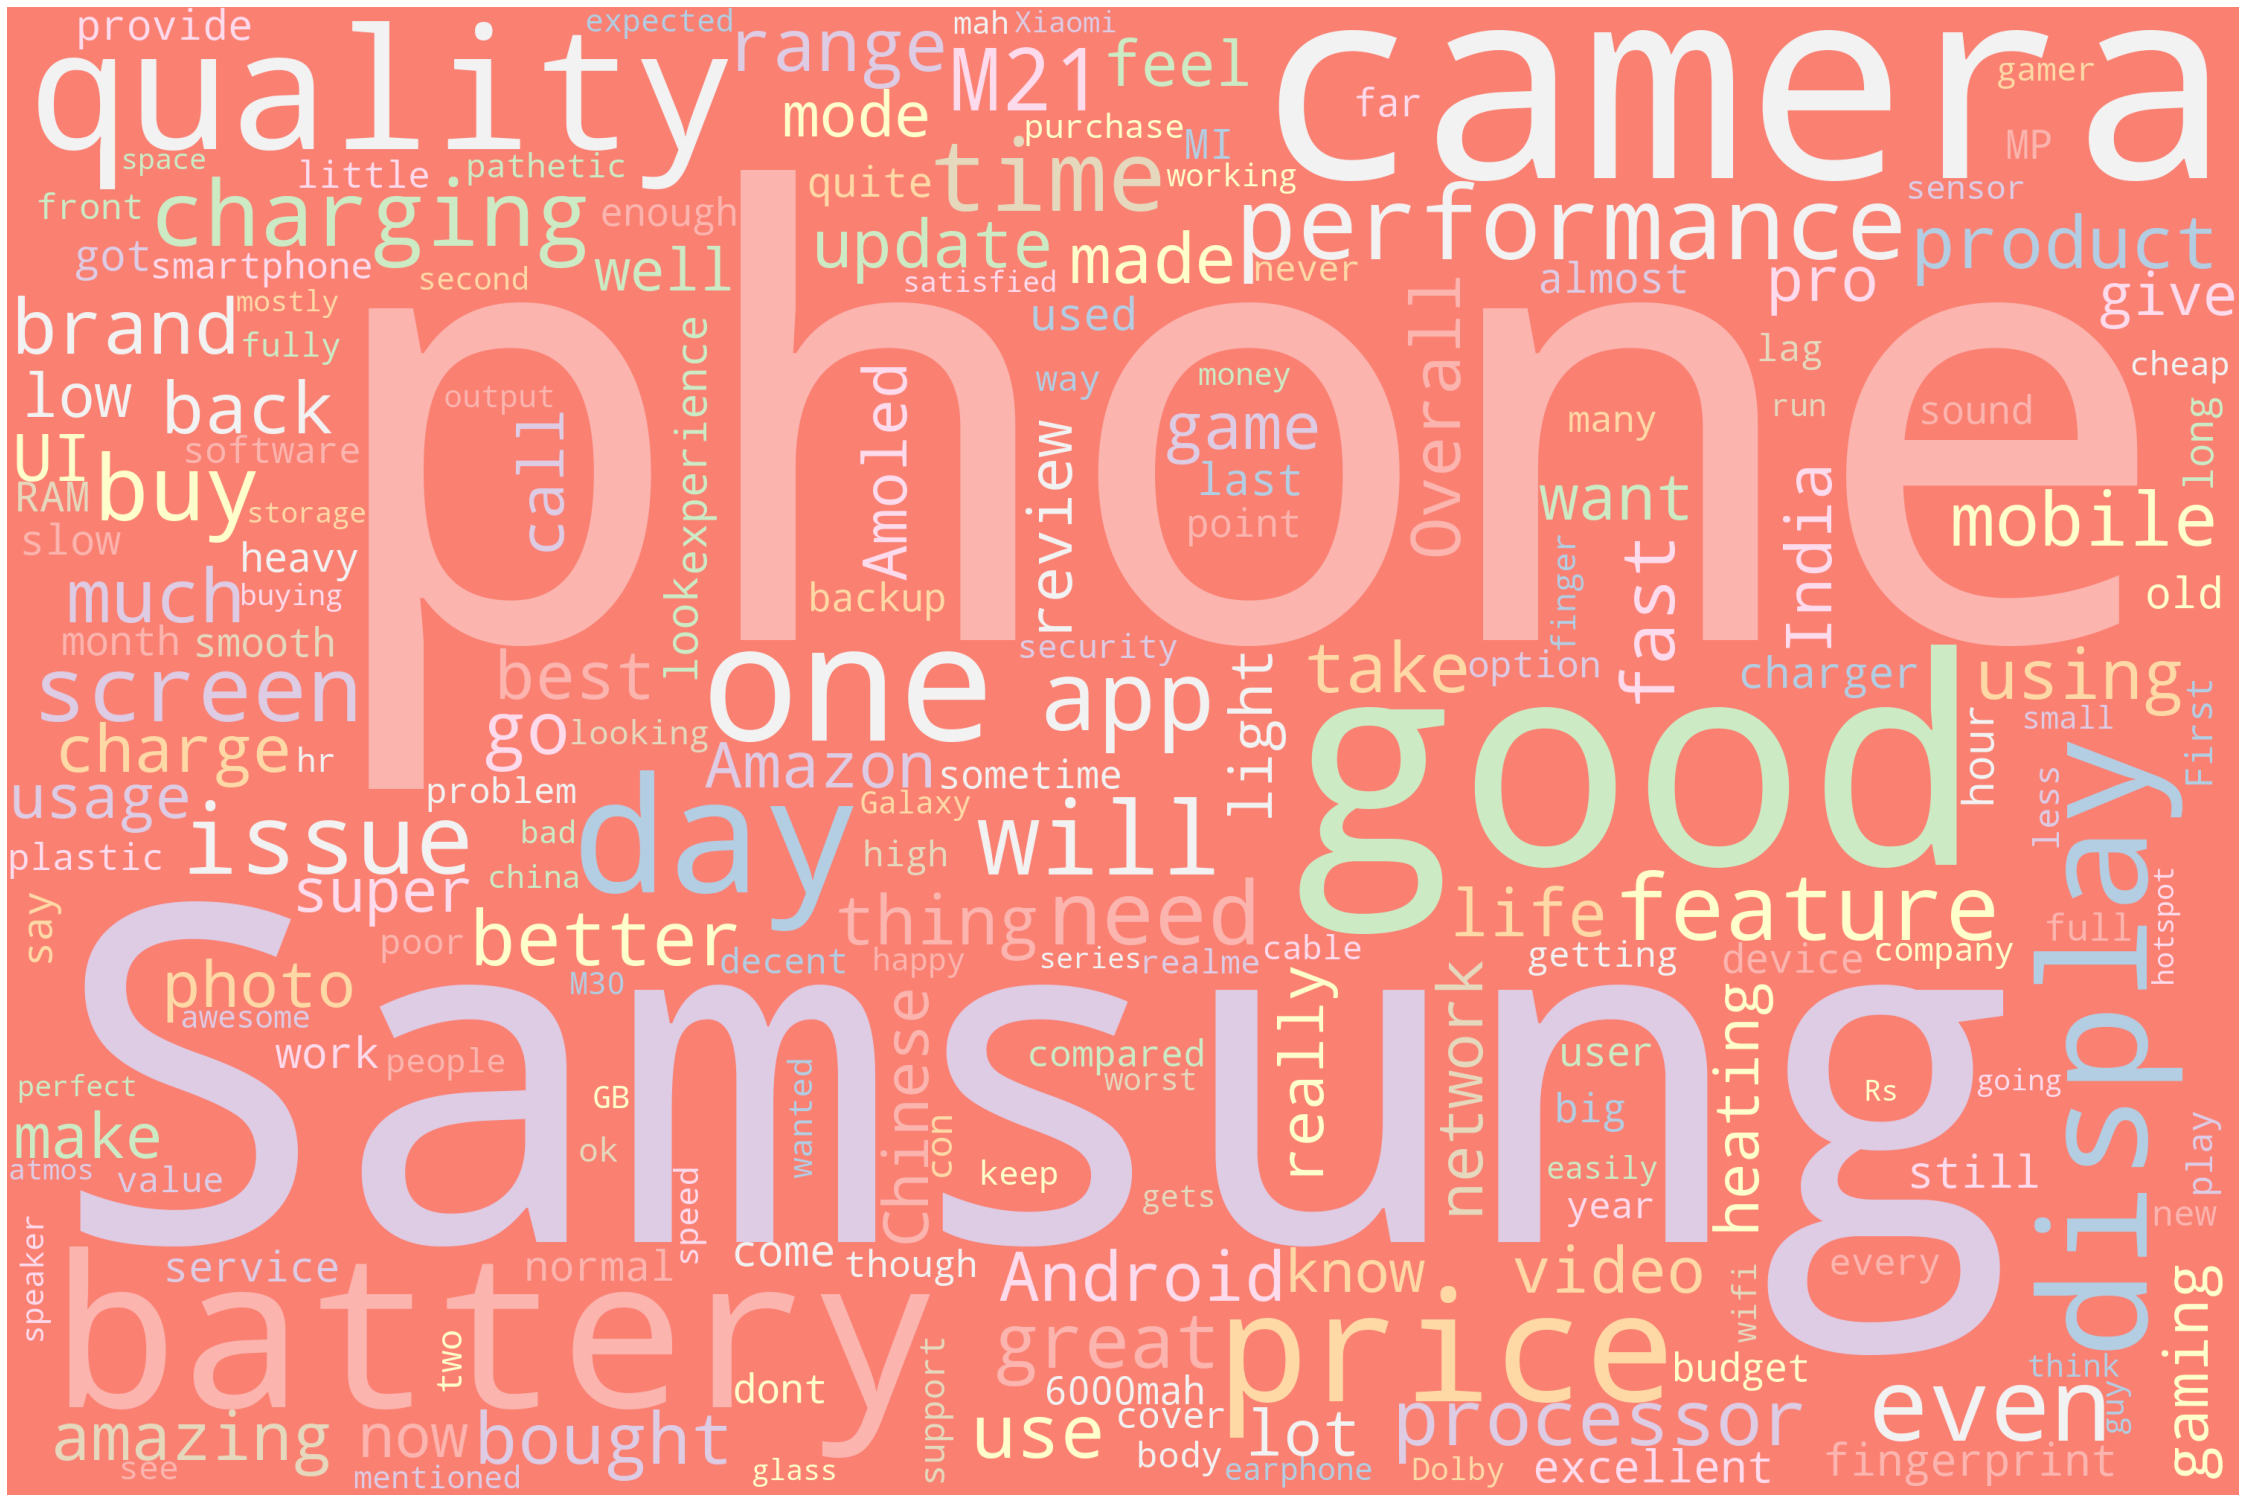 provide
expected
mah
Xiaomi
quality
range
M21
feel
camera
gamer
mode
far
purchase
MI
MP
space
little
pathetic
time
working
front
charging
enough
quite
performance
sensor
got
smartphone
second
well
update
made
never
almost
pro
product
mostly
satisfied
give
brand
fully
used
phone
Overall
lag
cheap
low
back
output
call
experience
Amoled
way
money
game
many
run
sound
long
UI
software
review
last
want
India
mobile
RAM
buy
storage
point
slow
heavy
finger
fast
much
buying
look
backup
old
month
smooth
security
screen
best
one
app
light
take
option
charger
using
charge
hr
go
looking
good
hour
small
First
usage
problem
Amazon
sometime
issue
bad
day
Galaxy
will
less
display
plastic
china
high
super
say
better
thing
need
life
feature
hotspot
photo
poor
decent
happy
series
realme
cable
getting
device
company
full
M30
awesome
Samsung
Chinese
really
network
heating
work
people
compared
user
perfect
GB
wanted
worst
big
Rs
going
make
ok
con
keep
gets
easily
still
play
atmos
value
speed
year
new
speaker
service
normal
come
though
Android
know
video
every
battery
wifi
gaming
two
great
price
budget
think
dont
support
6000mah
cover
processor
even
guy
amazing
now
bought
use
lot
body
see
mentioned
glass
earphone
Dolby
excellent
fingerprint